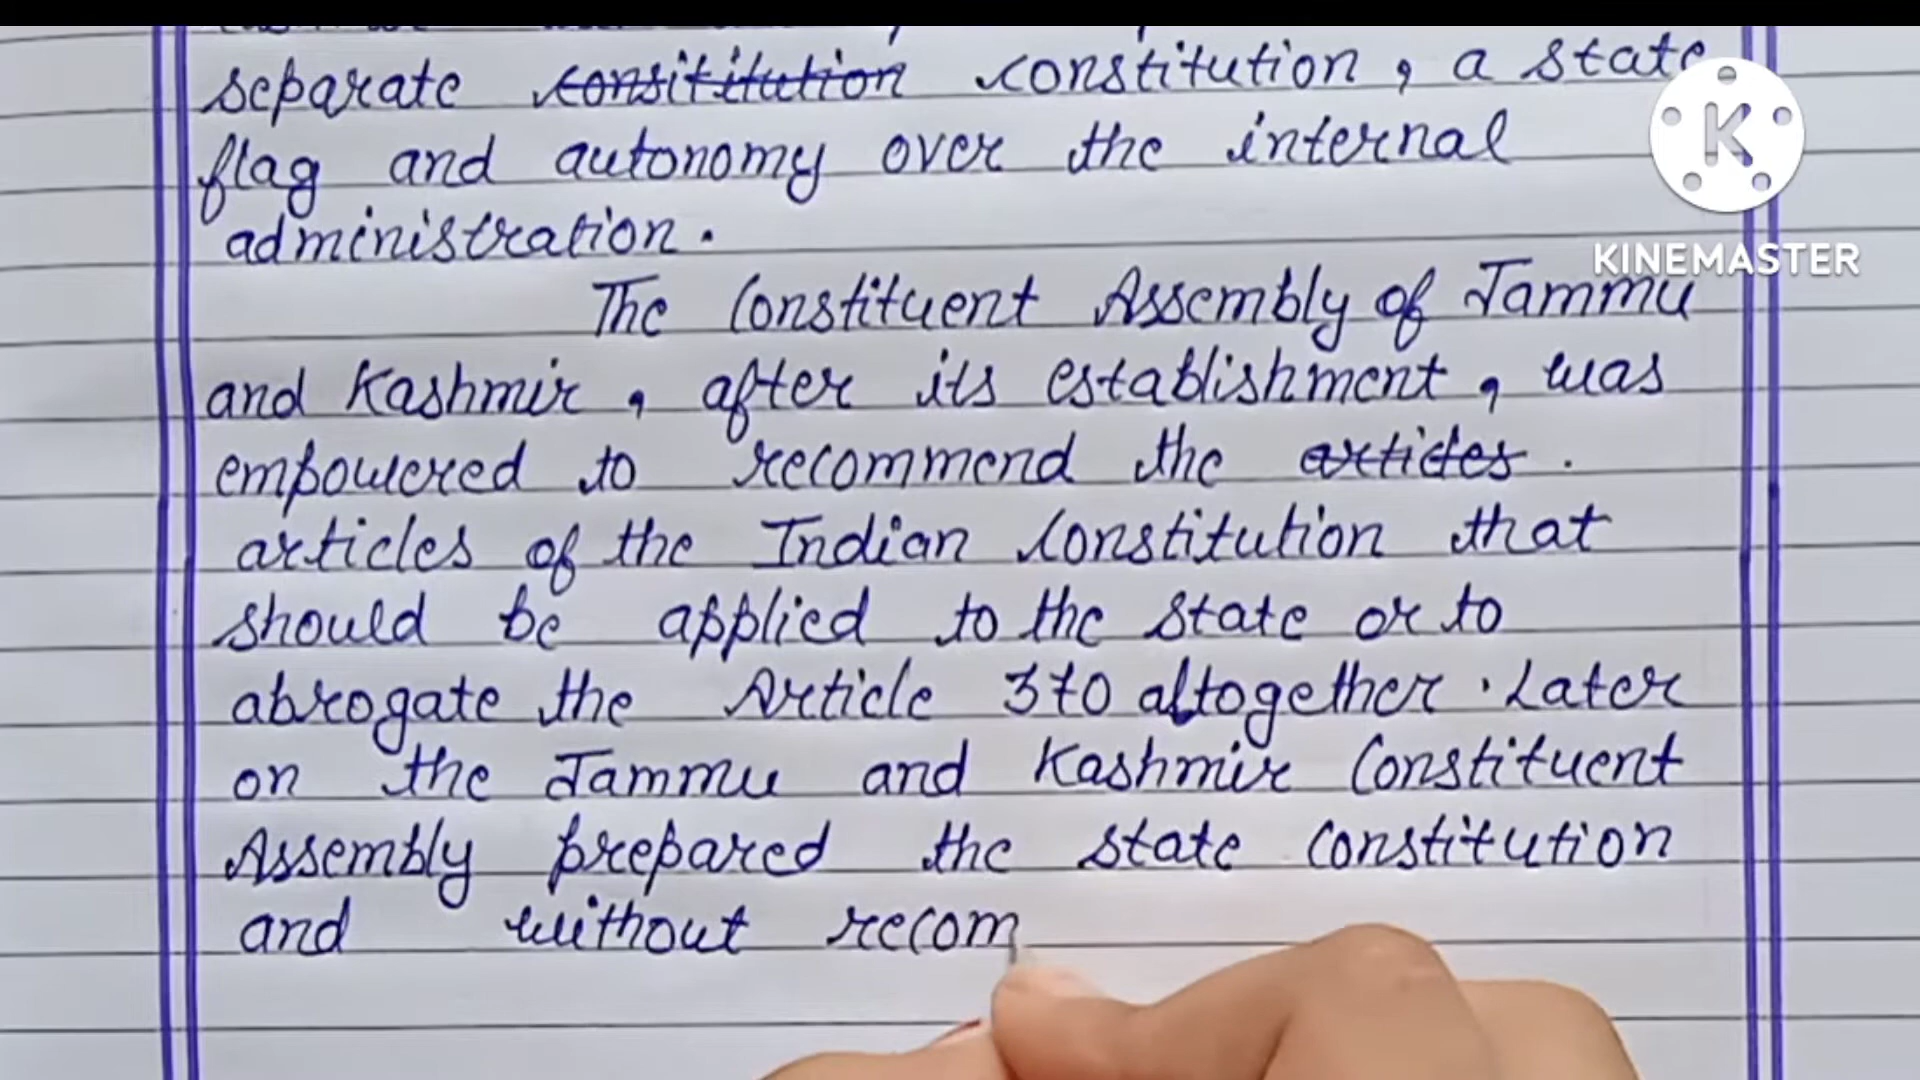 separate consititution constitution, a state
flag and autonomy over the internal
administration.
The Constituent Assembly of Jammu
and Kashmir, after its establishment, was
empowered to recommend the articles.
articles of the Indian Constitution that
should be applied to the state or to
abrogate the Article 370 altogether. Later
on the Jammu and Kashmir Constituent
Assembly prepared the state constitution
and without recom
K
KINEMASTER